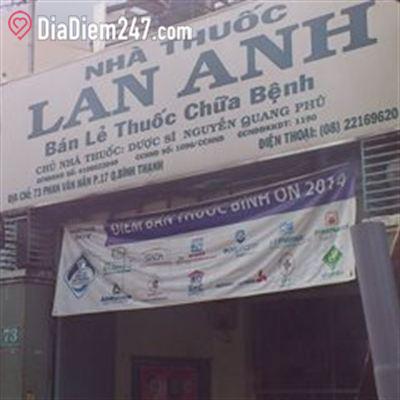 DiaDiem247.com
NHÀ THUỐC
LAN ANH
Bán Lẻ Thuốc Chữa Bệnh
CHỦ NHÀ THUỐC: DƯỢC SĨ NGUYỄN QUANG PHÚ
ĐỊA CHỈ: 73 PHAN VĂN HÂN P.17 Q.BÌNH THẠNH
ĐIỆN THOẠI: (08) 22169620
ĐIỂM BÁN THUỐC BÌNH ỔN 2014
73